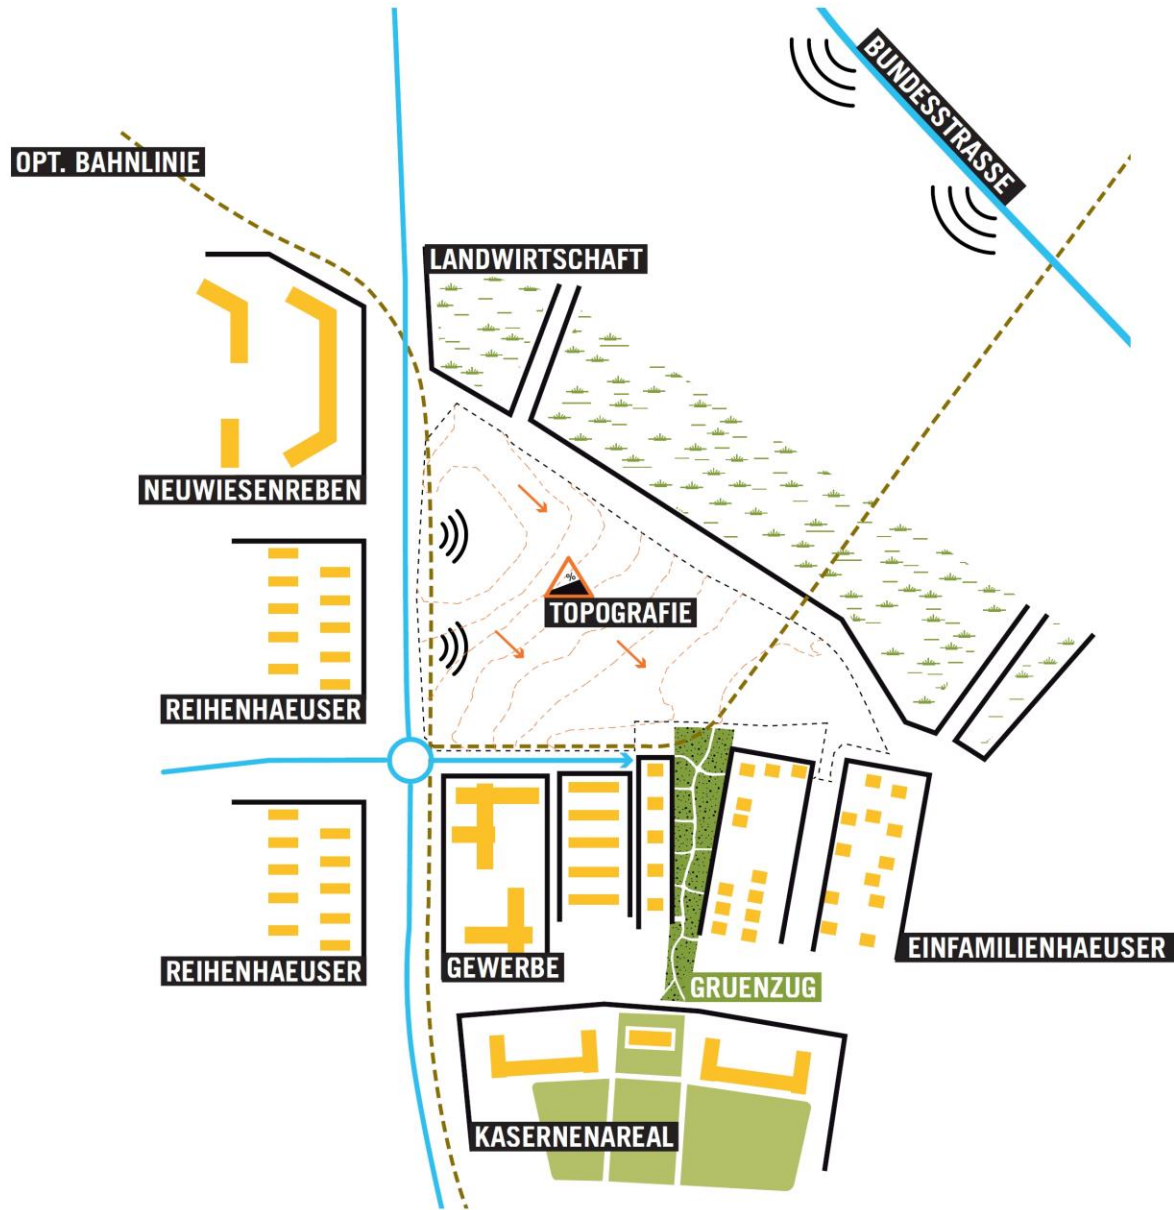 BUNDESSTRASSE
OPT. BAHNLINIE
LANDWIRTSCHAFT
NEUWIESENREBEN
%
TOPOGRAFIE
REIHENHAEUSER
REIHENHAEUSER
GEWERBE
EINFAMILIENHAEUSER
GRUENZUG
KASERNENAREAL